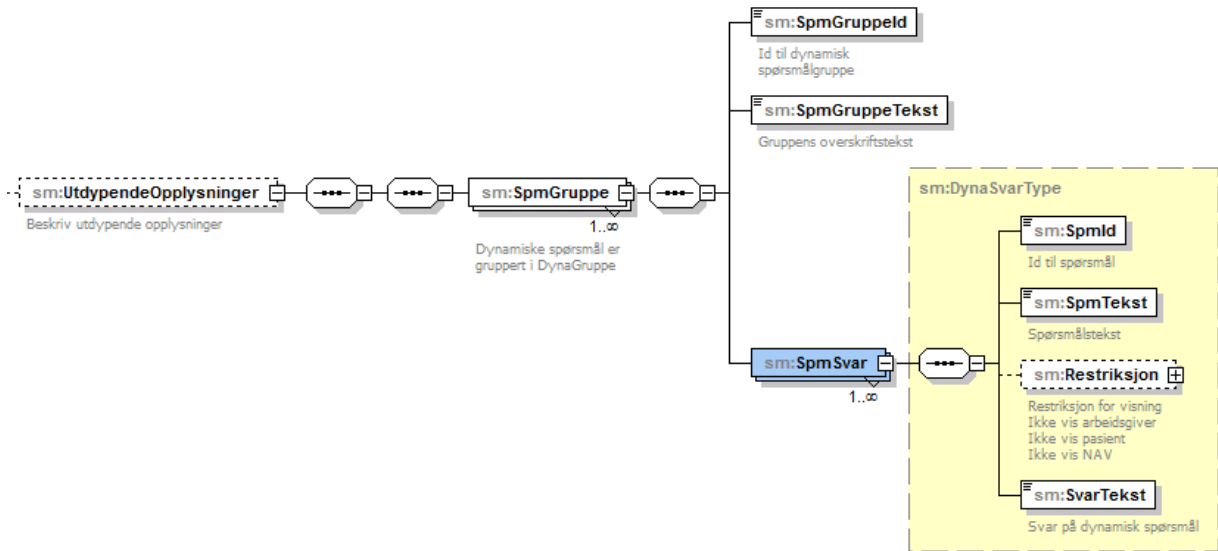 sm:UtdypendeOpplysninger
Beskriv utdypende opplysninger
sm:SpmGruppe
1..∞
Dynamiske spørsmål er
gruppert i DynaGruppe
sm:SpmGruppeId
Id til dynamisk
spørsmålgruppe
sm:SpmGruppeTekst
Gruppens overskriftstekst
sm:SpmSvar
1..∞
sm:DynaSvarType
sm:SpmId
Id til spørsmål
sm:SpmTekst
Spørsmålstekst
sm:Restriksjon
Restriksjon for visning
Ikke vis arbeidsgiver
Ikke vis pasient
Ikke vis NAV
sm:SvarTekst
Svar på dynamisk spørsmål